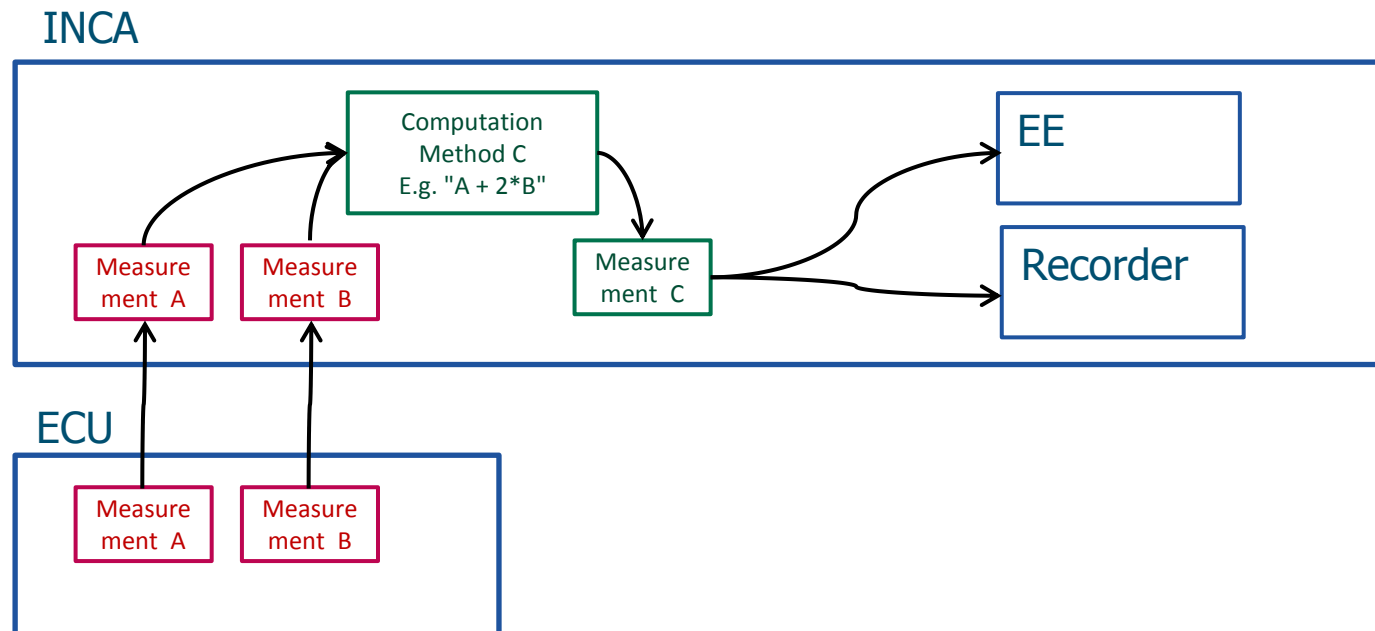 INCA
Computation
Method C
E.g. "A + 2*B"
EE
Measure
ment A
Measure
ment B
Measure
ment C
Recorder
ECU
Measure
ment A
Measure
ment B